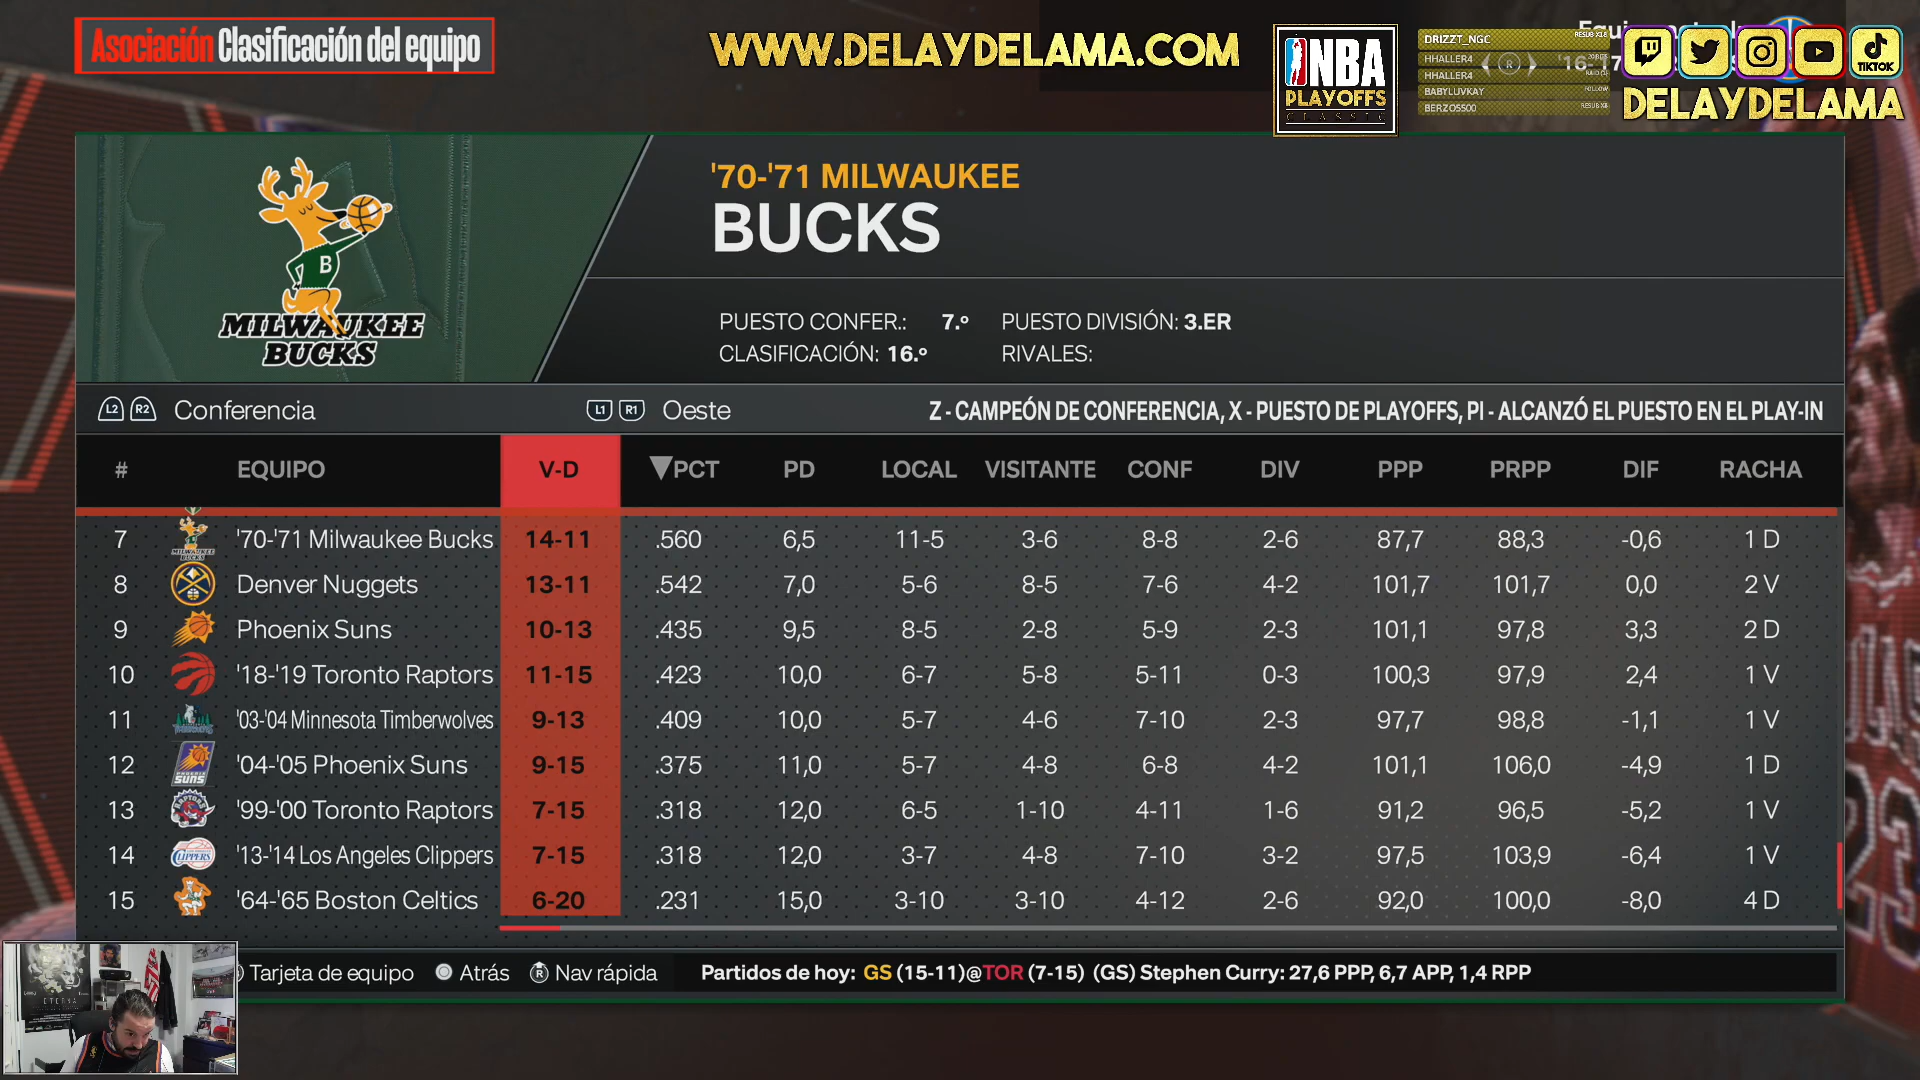 Asociación Clasificación del equipo
WWW.DELAYDELAMA.COM
NBA
PLAYOFFS
CLASSIC
DRIZZT_NGC
HHALLER4
HHALLER4
BABYLUVKAY FOLLOW
BERZO5500
'16-17
TIKTOK
DELAYDELAMA
'70-'71 MILWAUKEE
BUCKS
B
MILWAUKEE
BUCKS
PUESTO CONFER.: 7.º PUESTO DIVISIÓN: 3.ER
CLASIFICACIÓN: 16.º RIVALES:
L2 R2 Conferencia L1 R1 Oeste Z - CAMPEÓN DE CONFERENCIA, X - PUESTO DE PLAYOFFS, PI - ALCANZÓ EL PUESTO EN EL PLAY-IN
# EQUIPO V-D PCT PD LOCAL VISITANTE CONF DIV PPP PRPP DIF RACHA
7 '70-'71 Milwaukee Bucks 14-11 .560 6,5 11-5 3-6 8-8 2-6 87,7 88,3 -0,6 1 D
8 Denver Nuggets 13-11 .542 7,0 5-6 8-5 7-6 4-2 101,7 101,7 0,0 2 V
9 Phoenix Suns 10-13 .435 9,5 8-5 2-8 5-9 2-3 101,1 97,8 3,3 2 D
10 '18-'19 Toronto Raptors 11-15 .423 10,0 6-7 5-8 5-11 0-3 100,3 97,9 2,4 1 V
11 '03-'04 Minnesota Timberwolves 9-13 .409 10,0 5-7 4-6 7-10 2-3 97,7 98,8 -1,1 1 V
12 '04-'05 Phoenix Suns 9-15 .375 11,0 5-7 4-8 6-8 4-2 101,1 106,0 -4,9 1 D
13 '99-'00 Toronto Raptors 7-15 .318 12,0 6-5 1-10 4-11 1-6 91,2 96,5 -5,2 1 V
14 '13-'14 Los Angeles Clippers 7-15 .318 12,0 3-7 4-8 7-10 3-2 97,5 103,9 -6,4 1 V
15 '64-'65 Boston Celtics 6-20 .231 15,0 3-10 3-10 4-12 2-6 92,0 100,0 -8,0 4 D
Tarjeta de equipo Atrás R Nav rápida Partidos de hoy: GS (15-11)@TOR (7-15) (GS) Stephen Curry: 27,6 PPP, 6,7 APP, 1,4 RPP